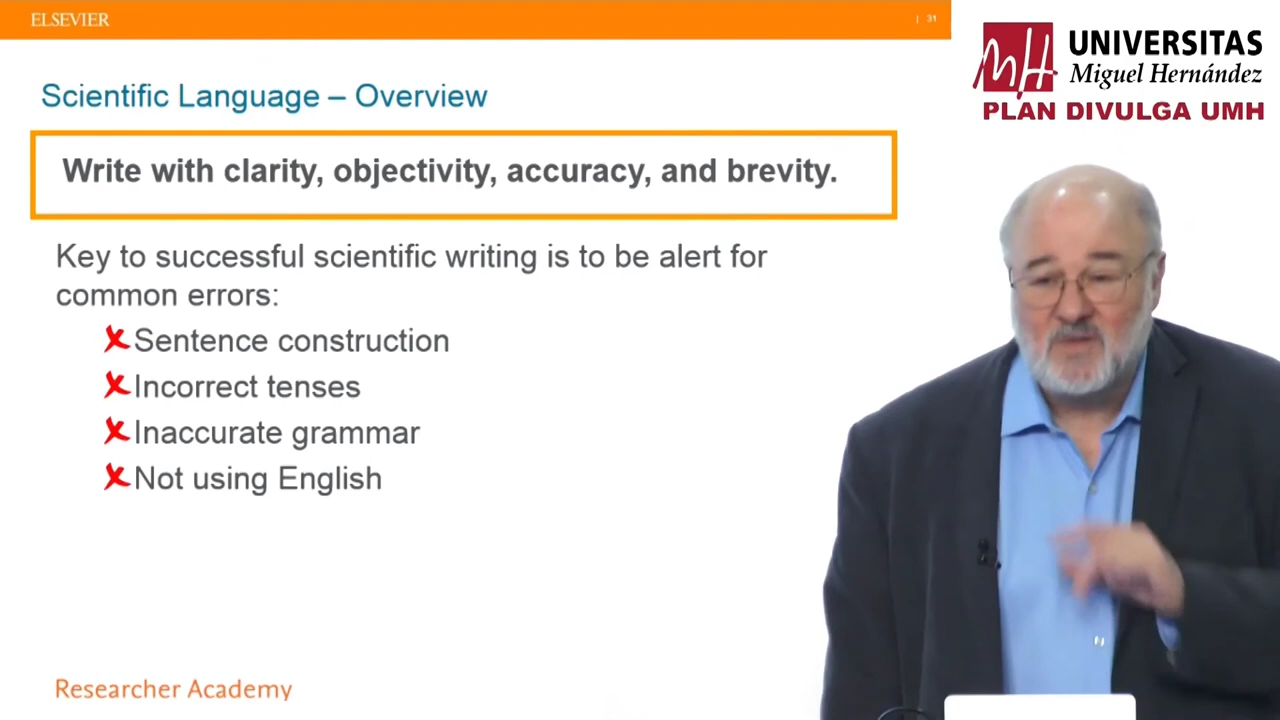 ELSEVIER
| 31
UNIVERSITAS
Miguel Hernández
PLAN DIVULGA UMH
Scientific Language – Overview
Write with clarity, objectivity, accuracy, and brevity.
Key to successful scientific writing is to be alert for
common errors:
Sentence construction
Incorrect tenses
Inaccurate grammar
Not using English
Researcher Academy